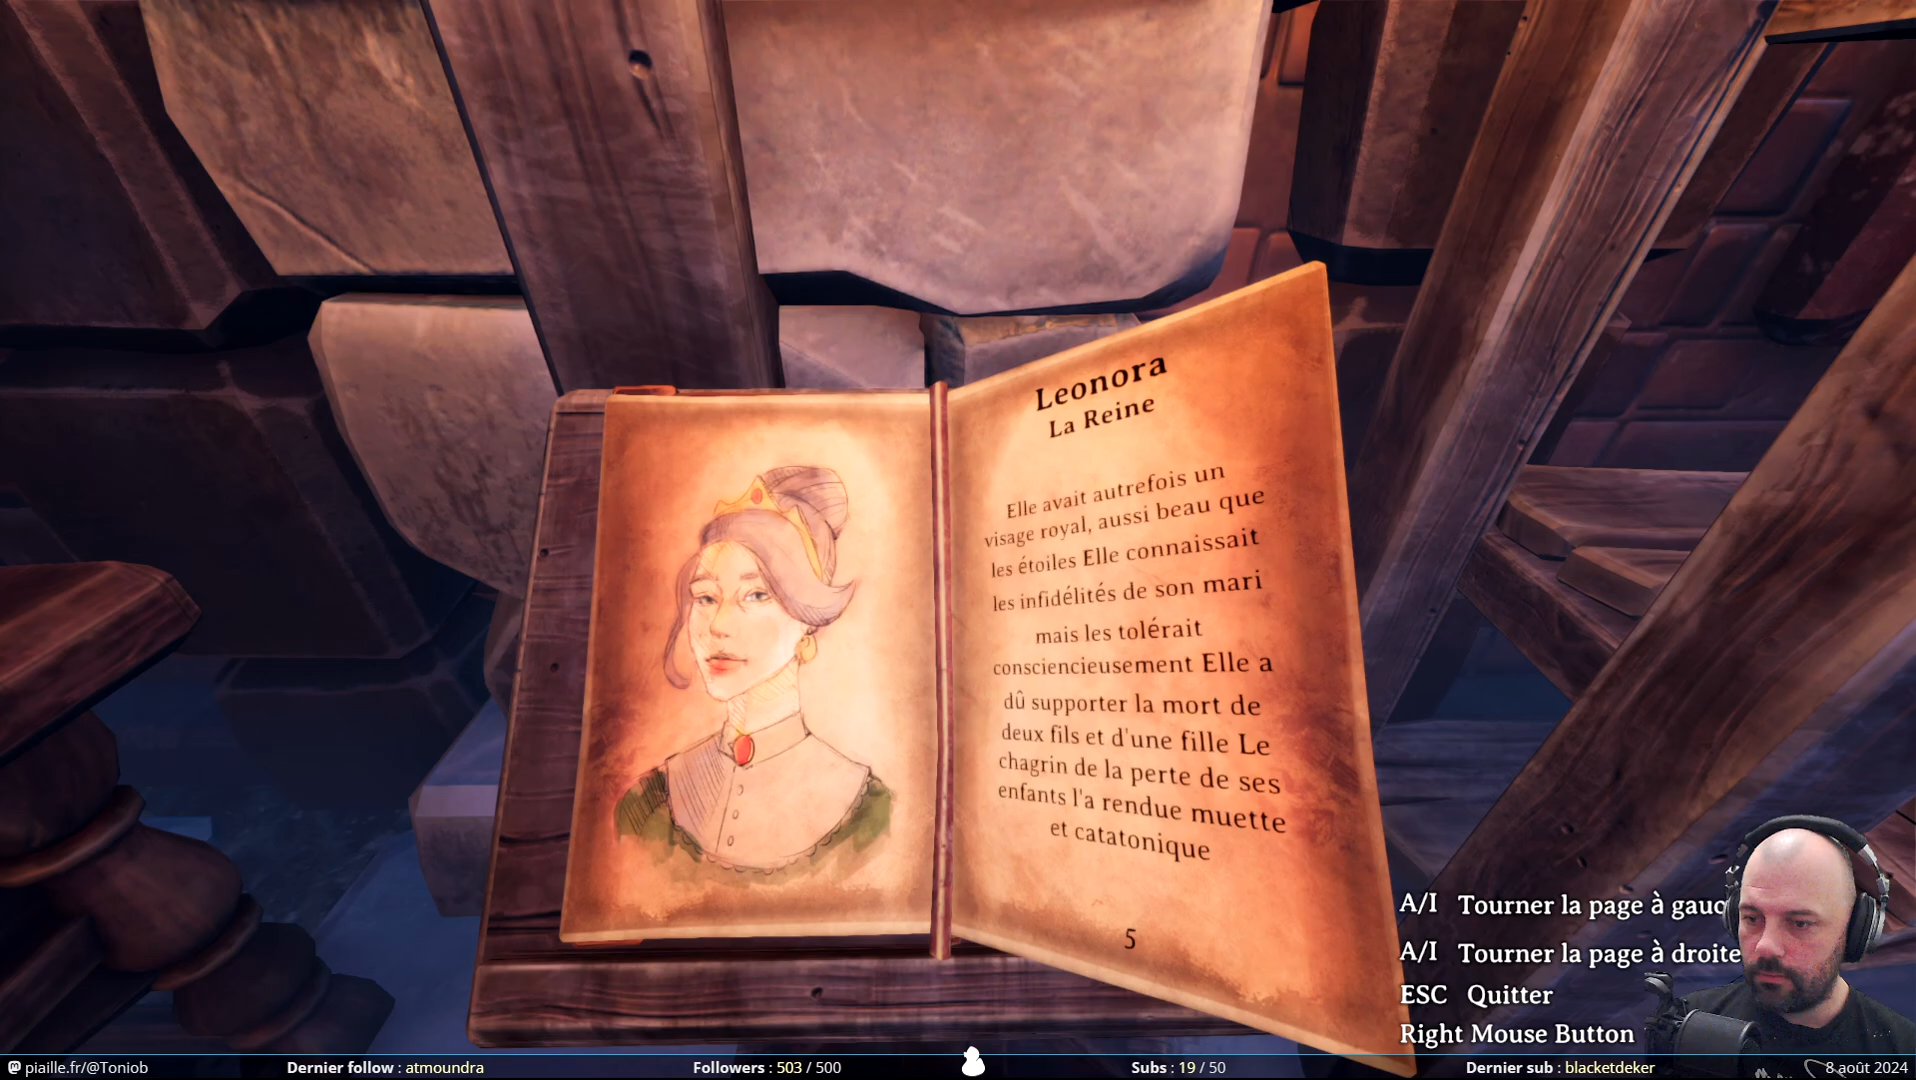 Leonora
La Reine
Elle avait autrefois un
visage royal, aussi beau que
les étoiles Elle connaissait
les infidélités de son mari
mais les tolérait
consciencieusement Elle a
dû supporter la mort de
deux fils et d'une fille Le
chagrin de la perte de ses
enfants l'a rendue muette
et catatonique
5
A/I Tourner la page à
A/I Tourner la page à droite
ESC Quitter
Right Mouse Button
piaille.fr/@Toniob
Dernier follow : atmoundra
Followers : 503 / 500
Subs : 19 / 50
Dernier sub : blacketdeker
8 août 2024